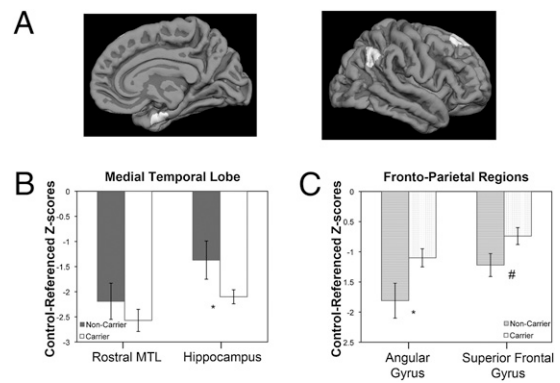 A
B
Medial Temporal Lobe
Control-Referenced Z-scores
0
-0.5
-1
-1.5
-2
-2.5
-3
Non-Carrier
Carrier
*
Rostral MTL
Hippocampus
C
Fronto-Parietal Regions
Control-Referenced Z-scores
0
-0.5
-1
-1.5
-2
2.5
Non-Carrier
Carrier
*
#
Angular
Gyrus
Superior Frontal
Gyrus